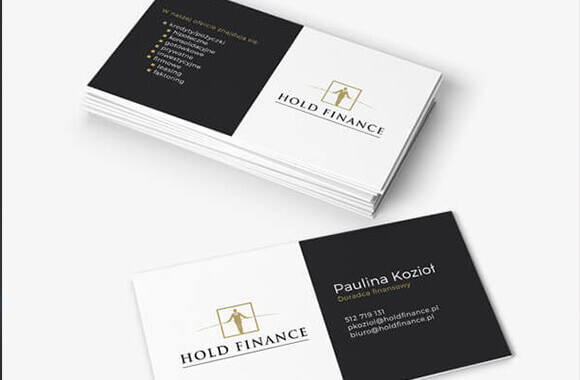 W naszej ofercie znajdują się:
kredyty/pożyczki
hipoteczne
konsolidacyjne
gotówkowe
prywatne
inwestycyjne
firmowe
leasing
faktoring
HOLD FINANCE
HOLD FINANCE
Paulina Kozioł
Doradca finansowy
512 719 131
pkoziol@holdfinance.pl
biuro@holdfinance.pl